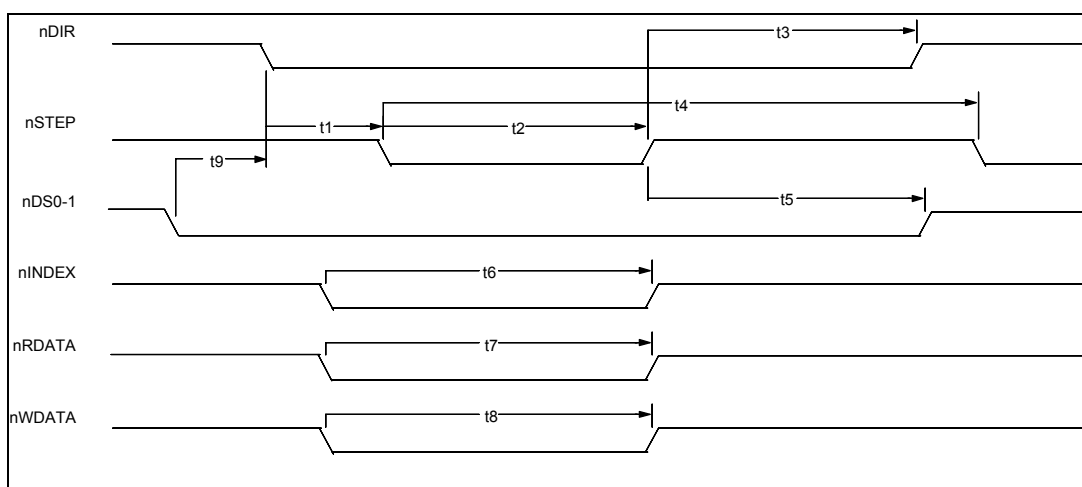 nDIR
t3
t4
nSTEP
t1
t2
t9
nDS0-1
t5
nINDEX
t6
nRDATA
t7
nWDATA
t8